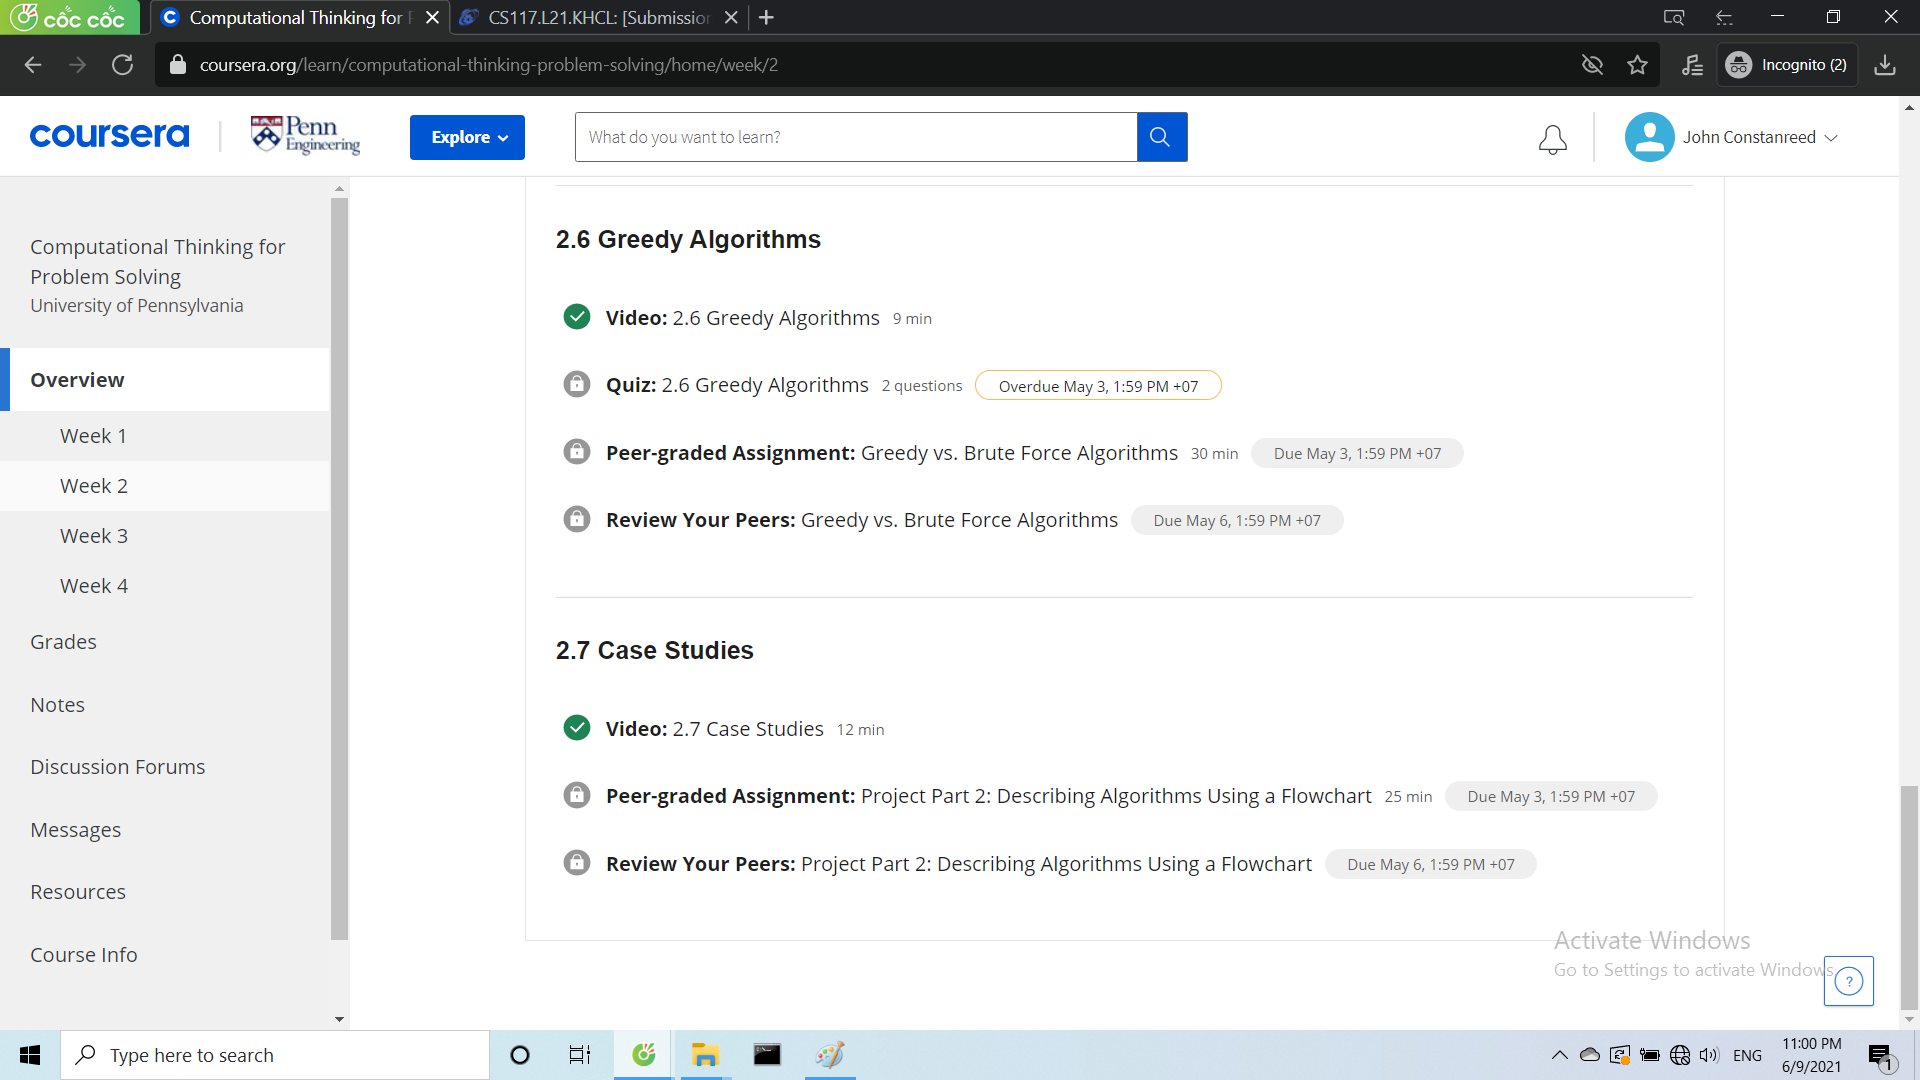 cốc cốc
Computational Thinking for
CS117.L21.KHCL: [Submission
coursera.org/learn/computational-thinking-problem-solving/home/week/2
Incognito (2)
coursera
Penn
Engineering
Explore
What do you want to learn?
John Constanreed
Computational Thinking for
Problem Solving
University of Pennsylvania
Overview
Week 1
Week 2
Week 3
Week 4
Grades
Notes
Discussion Forums
Messages
Resources
Course Info
2.6 Greedy Algorithms
Video: 2.6 Greedy Algorithms 9 min
Quiz: 2.6 Greedy Algorithms 2 questions Overdue May 3, 1:59 PM +07
Peer-graded Assignment: Greedy vs. Brute Force Algorithms 30 min Due May 3, 1:59 PM +07
Review Your Peers: Greedy vs. Brute Force Algorithms Due May 6, 1:59 PM +07
2.7 Case Studies
Video: 2.7 Case Studies 12 min
Peer-graded Assignment: Project Part 2: Describing Algorithms Using a Flowchart 25 min Due May 3, 1:59 PM +07
Review Your Peers: Project Part 2: Describing Algorithms Using a Flowchart Due May 6, 1:59 PM +07
Activate Windows
Go to Settings to activate Windows
?
Type here to search
ENG
11:00 PM
6/9/2021
1